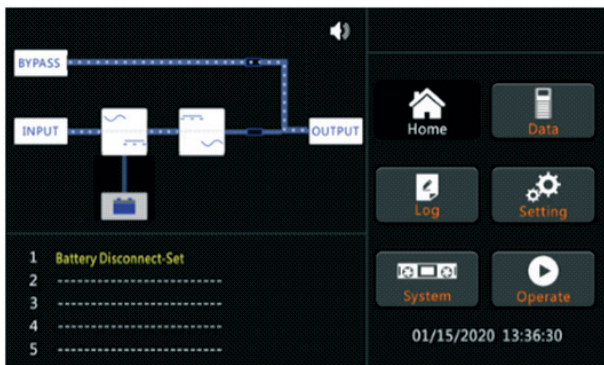 BYPASS
INPUT
OUTPUT
1 Battery Disconnect-Set
2 ------------------------
3 ------------------------
4 ------------------------
5 ------------------------
Home
Data
Log
Setting
System
Operate
01/15/2020 13:36:30